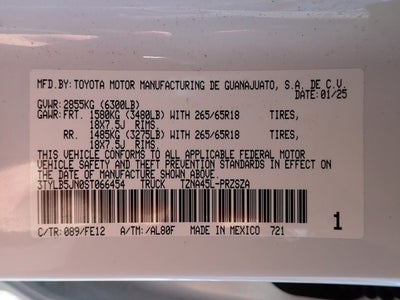 MFD.BY:TOYOTA MOTOR MANUFACTURING DE GUANAJUATO, S.A. DE C.V.
DATE:01/25
GVWR:2855KG (6300LB)
GAWR:FRT. 1580KG (3480LB) WITH 265/65R18 TIRES,
18X7.5J RIMS
RR. 1485KG (3275LB) WITH 265/65R18 TIRES,
18X7.5J RIMS
THIS VEHICLE CONFORMS TO ALL APPLICABLE FEDERAL MOTOR
VEHICLE SAFETY AND THEFT PREVENTION STANDARDS IN EFFECT ON
THE DATE OF MANUFACTURE SHOWN ABOVE.
3TYLB5JN0ST066454 TRUCK TZNA45L-PRZSZA
1
C/TR:089/FE12 A/TM:/AL80F MADE IN MEXICO 721